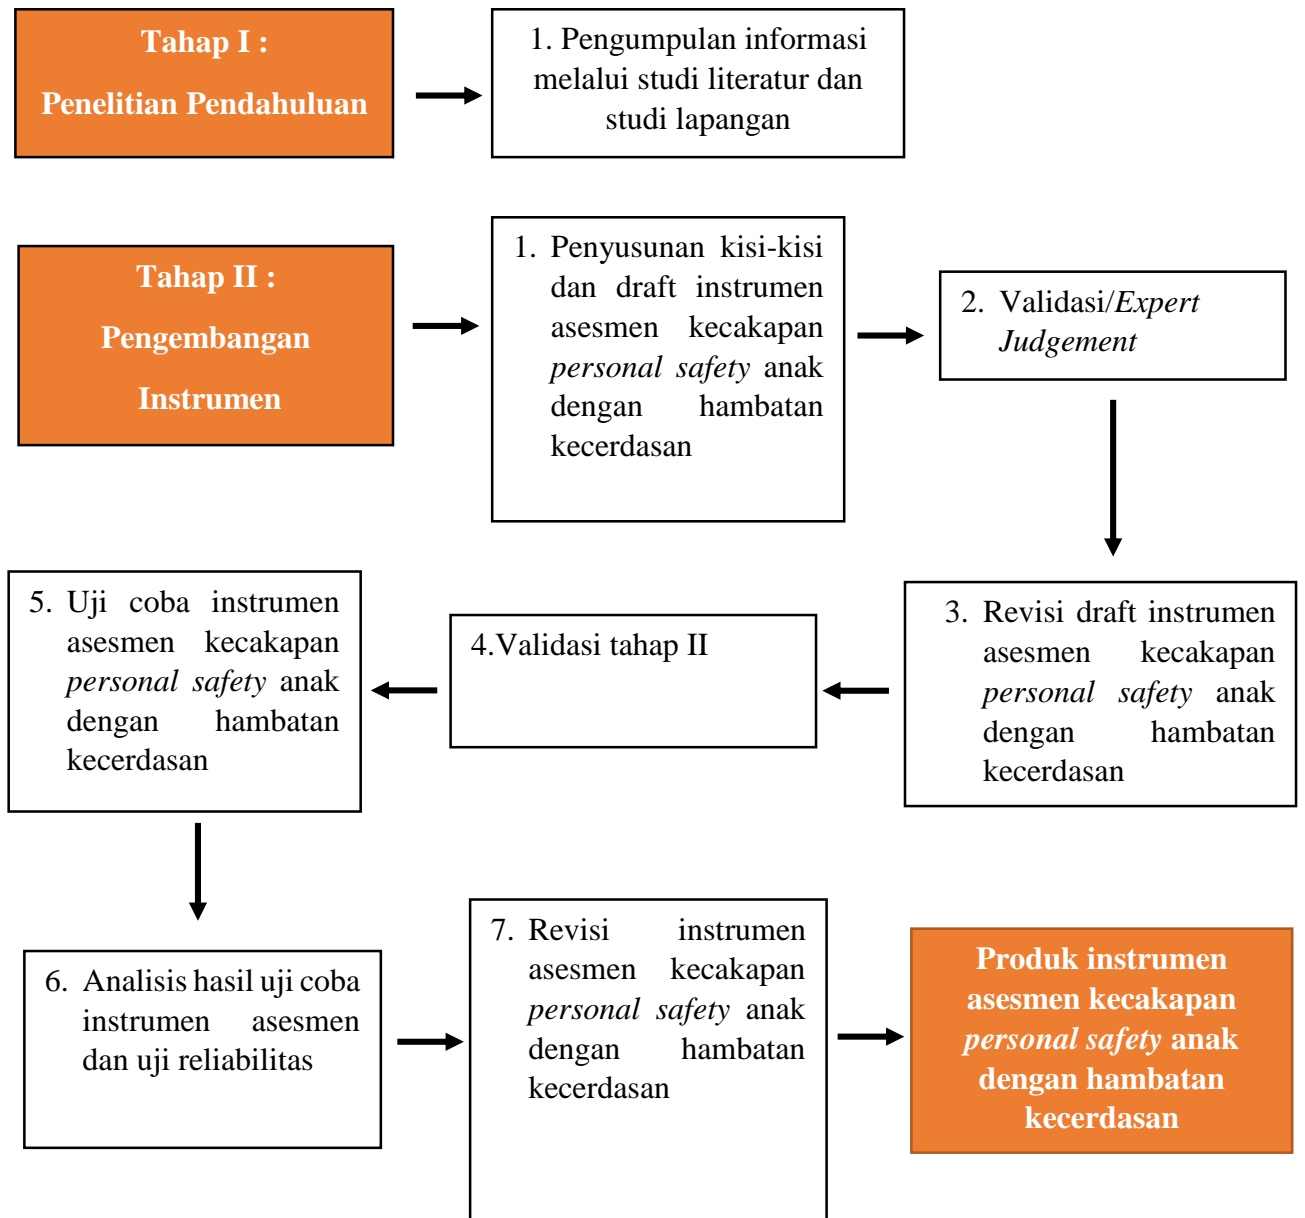 Tahap I :
Penelitian Pendahuluan
1. Pengumpulan informasi
melalui studi literatur dan
studi lapangan
Tahap II :
Pengembangan
Instrumen
1. Penyusunan kisi-kisi
dan draft instrumen
asesmen kecakapan
personal safety anak
dengan hambatan
kecerdasan
2. Validasi/Expert
Judgement
3. Revisi draft instrumen
asesmen kecakapan
personal safety anak
dengan hambatan
kecerdasan
4.Validasi tahap II
5. Uji coba instrumen
asesmen kecakapan
personal safety anak
dengan hambatan
kecerdasan
6. Analisis hasil uji coba
instrumen asesmen
dan uji reliabilitas
7. Revisi instrumen
asesmen kecakapan
personal safety anak
dengan hambatan
kecerdasan
Produk instrumen
asesmen kecakapan
personal safety anak
dengan hambatan
kecerdasan